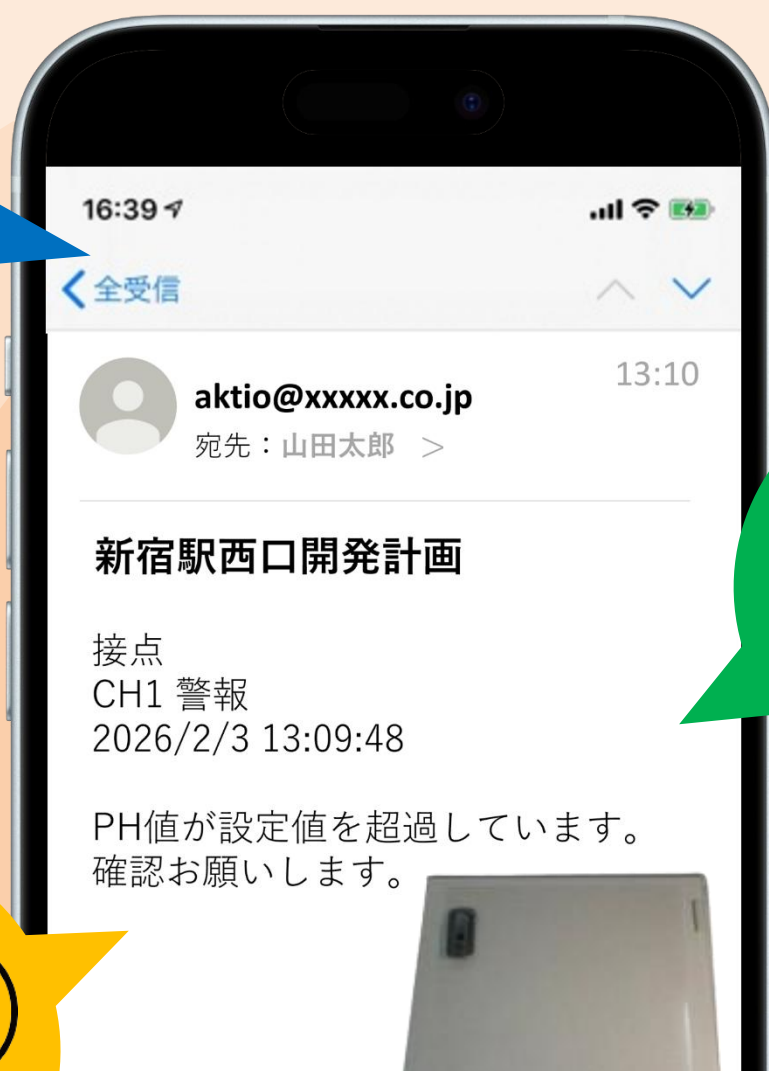 16:39
全受信
13:10
aktio@xxxxx.co.jp
宛先：山田太郎 >
新宿駅西口開発計画
接点
CH1 警報
2026/2/3 13:09:48
PH値が設定値を超過しています。
確認お願いします。